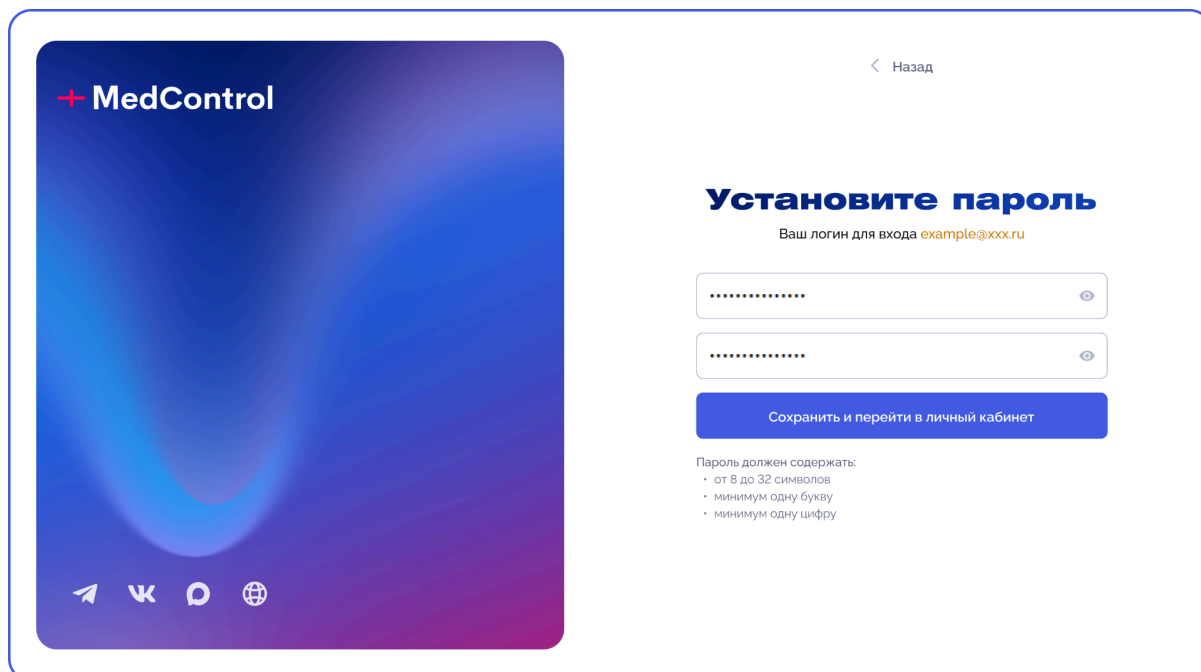 MedControl
Назад
Установите пароль
Ваш логин для входа example@xxx.ru
•••••••••••••••
•••••••••••••••
Сохранить и перейти в личный кабинет
Пароль должен содержать:
• от 8 до 32 символов
• минимум одну букву
• минимум одну цифру